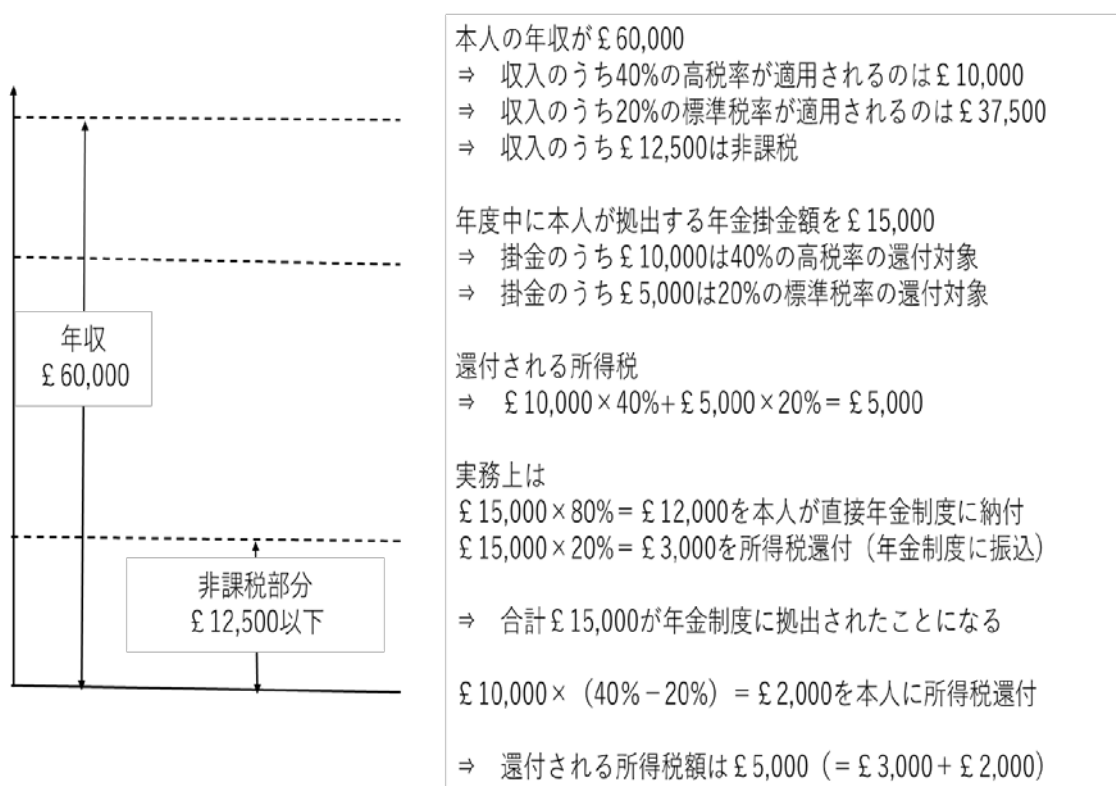 年収
£60,000
非課税部分
£12,500以下
本人の年収が£60,000
⇒ 収入のうち40%の高税率が適用されるのは£10,000
⇒ 収入のうち20%の標準税率が適用されるのは£37,500
⇒ 収入のうち£12,500は非課税
年度中に本人が拠出する年金掛金額を£15,000
⇒ 掛金のうち£10,000は40%の高税率の還付対象
⇒ 掛金のうち£5,000は20%の標準税率の還付対象
還付される所得税
⇒ £10,000×40%+£5,000×20%=£5,000
実務上は
£15,000×80%=£12,000を本人が直接年金制度に納付
£15,000×20%=£3,000を所得税還付（年金制度に振込）
⇒ 合計£15,000が年金制度に拠出されたことになる
£10,000×（40%－20%）=£2,000を本人に所得税還付
⇒ 還付される所得税額は£5,000（=£3,000+£2,000）